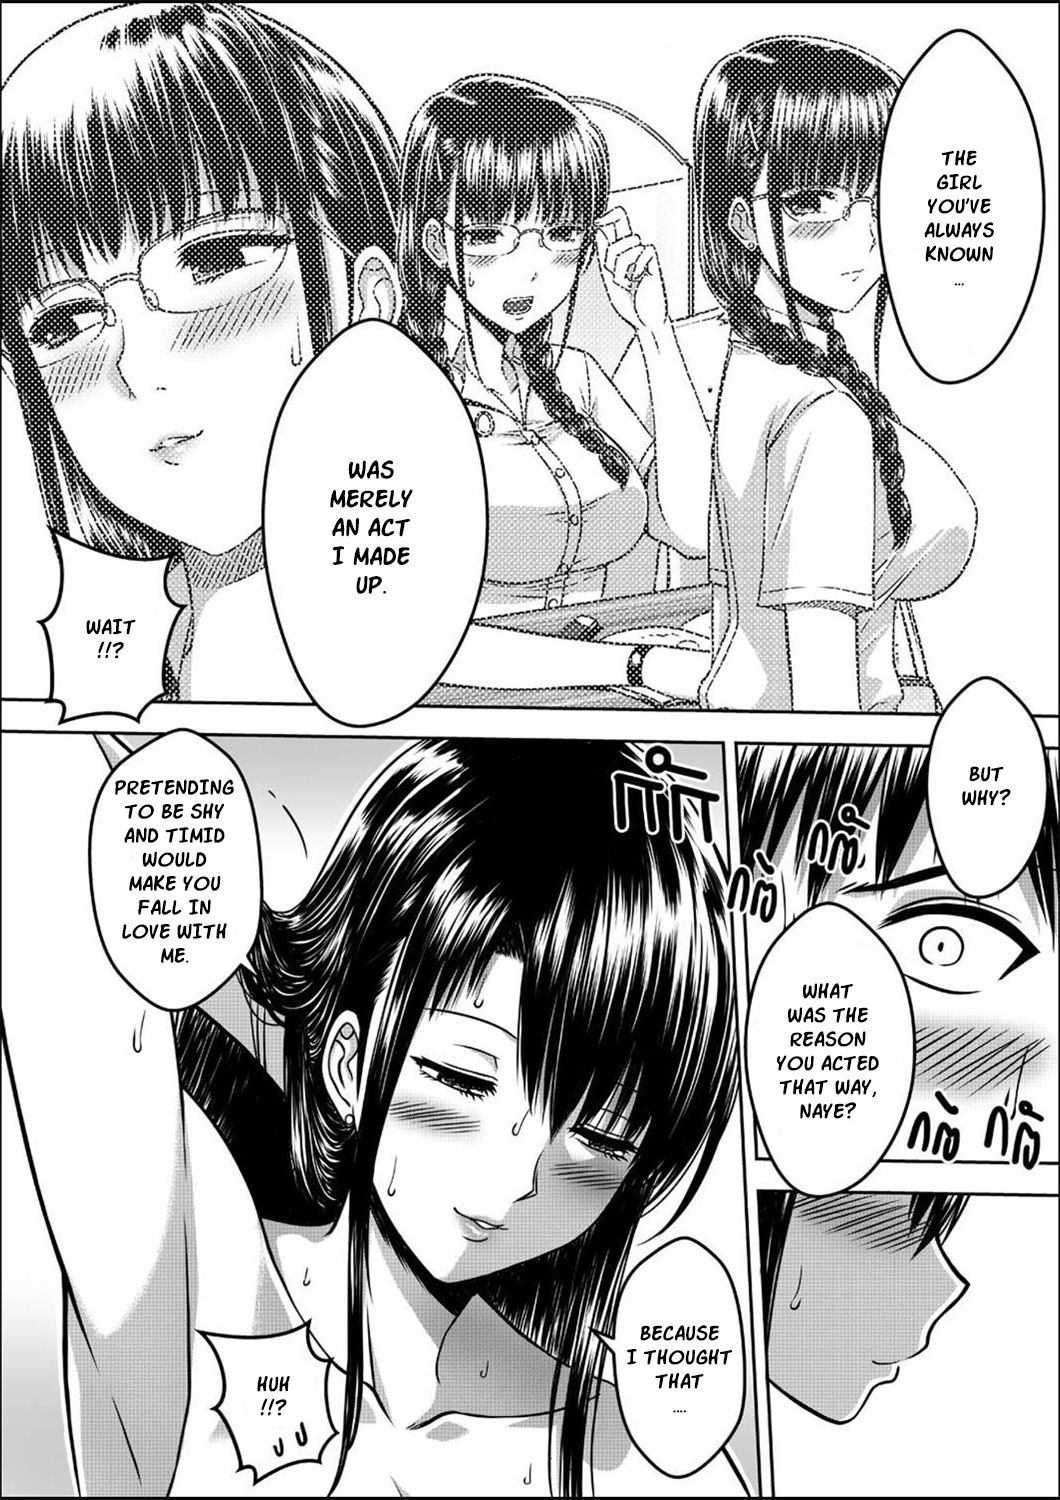 THE
GIRL
YOU'VE
ALWAYS
KNOWN
...
WAS
MERELY
AN ACT
I MADE
UP.
WAIT
!!?
BUT
WHY?
WHAT
WAS THE
REASON
YOU ACTED
THAT WAY,
NAYE?
BECAUSE
I THOUGHT
THAT
....
PRETENDING
TO BE SHY
AND TIMID
WOULD
MAKE YOU
FALL IN
LOVE WITH
ME.
HUH
!!?